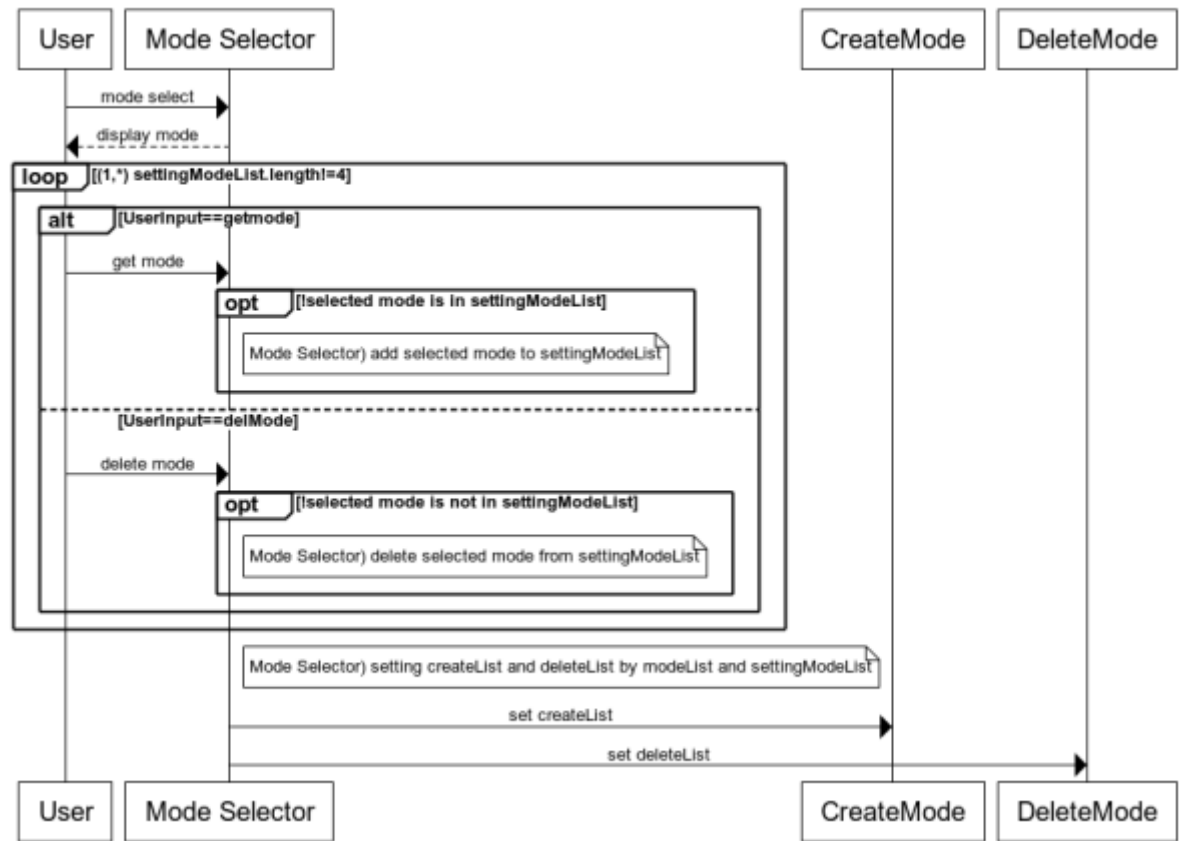 User
Mode Selector
CreateMode
DeleteMode
mode select
display mode
loop
[(1,*) settingModeList.length!=4]
alt
[UserInput==getmode]
get mode
opt
[!selected mode is in settingModeList]
Mode Selector) add selected mode to settingModeList
[UserInput==delMode]
delete mode
opt
[!selected mode is not in settingModeList]
Mode Selector) delete selected mode from settingModeList
Mode Selector) setting createList and deleteList by modeList and settingModeList
set createList
set deleteList
User
Mode Selector
CreateMode
DeleteMode